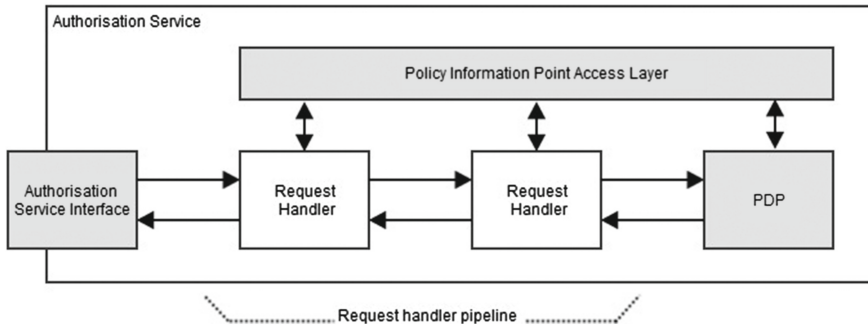 Authorisation Service
Policy Information Point Access Layer
Authorisation
Service Interface
Request
Handler
Request
Handler
PDP
Request handler pipeline